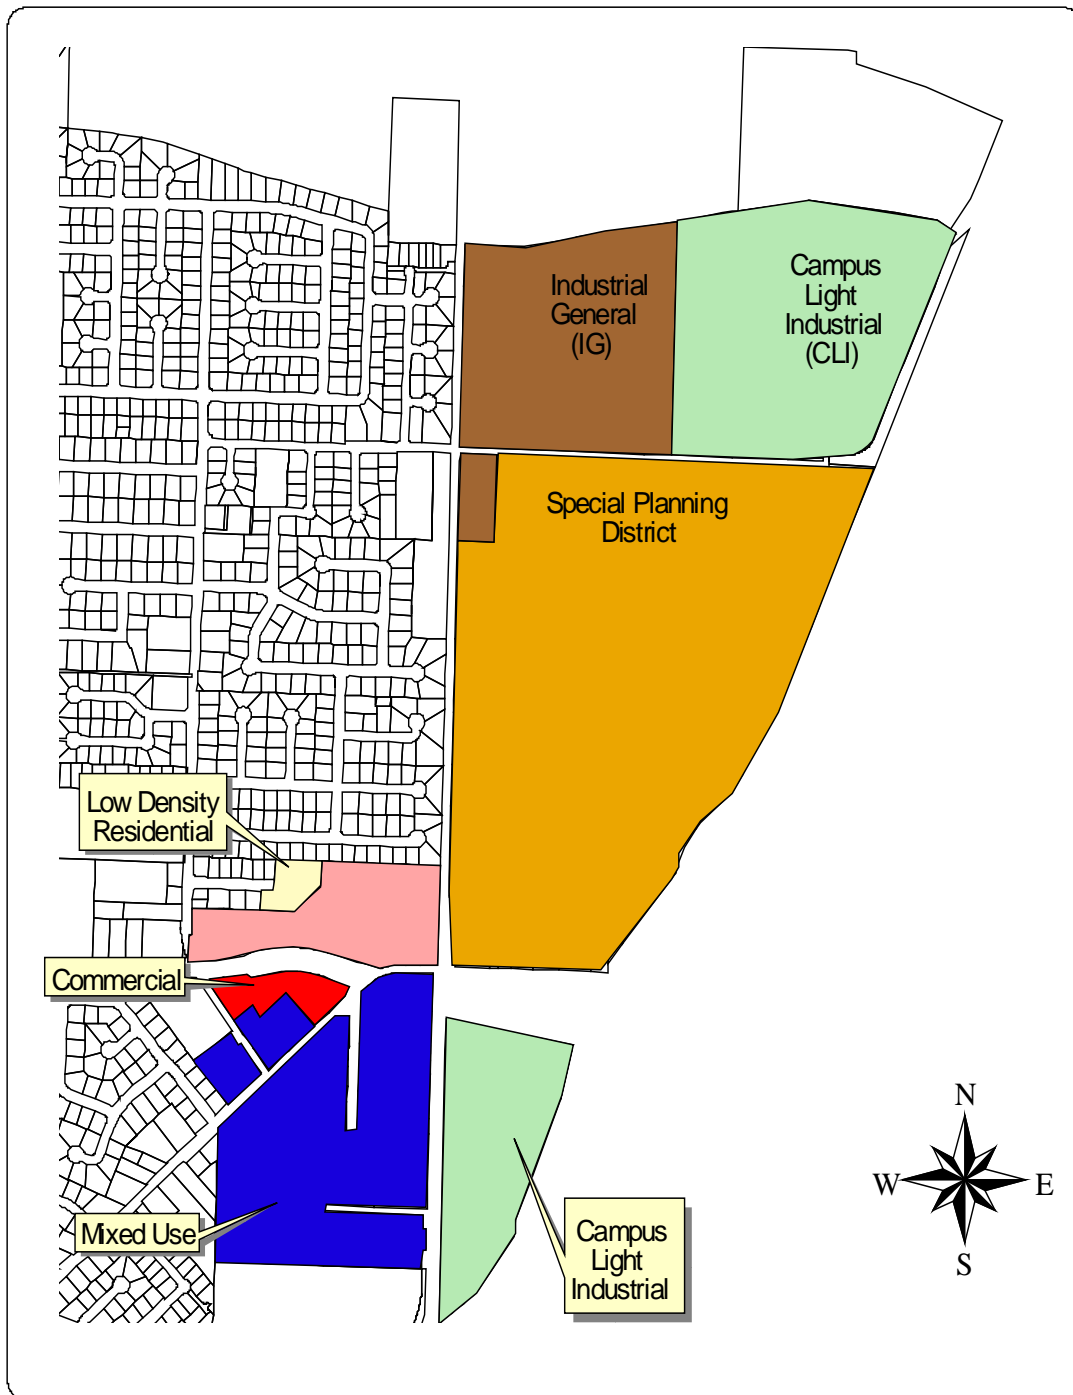 Industrial
General
(IG)
Campus
Light
Industrial
(CLI)
Special Planning
District
Low Density
Residential
Commercial
Mixed Use
Campus
Light
Industrial
N
W
E
S